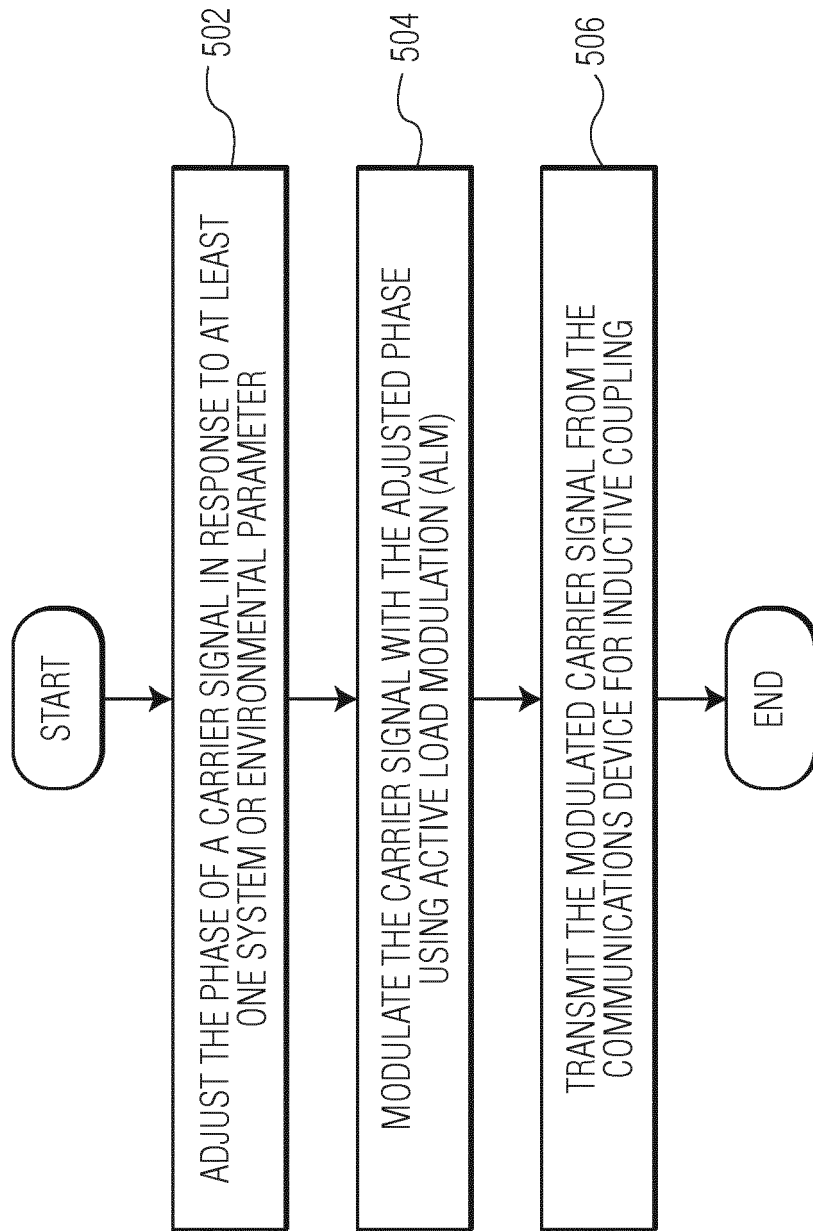 START
ADJUST THE PHASE OF A CARRIER SIGNAL IN RESPONSE TO AT LEAST
ONE SYSTEM OR ENVIRONMENTAL PARAMETER
502
MODULATE THE CARRIER SIGNAL WITH THE ADJUSTED PHASE
USING ACTIVE LOAD MODULATION (ALM)
504
TRANSMIT THE MODULATED CARRIER SIGNAL FROM THE
COMMUNICATIONS DEVICE FOR INDUCTIVE COUPLING
506
END